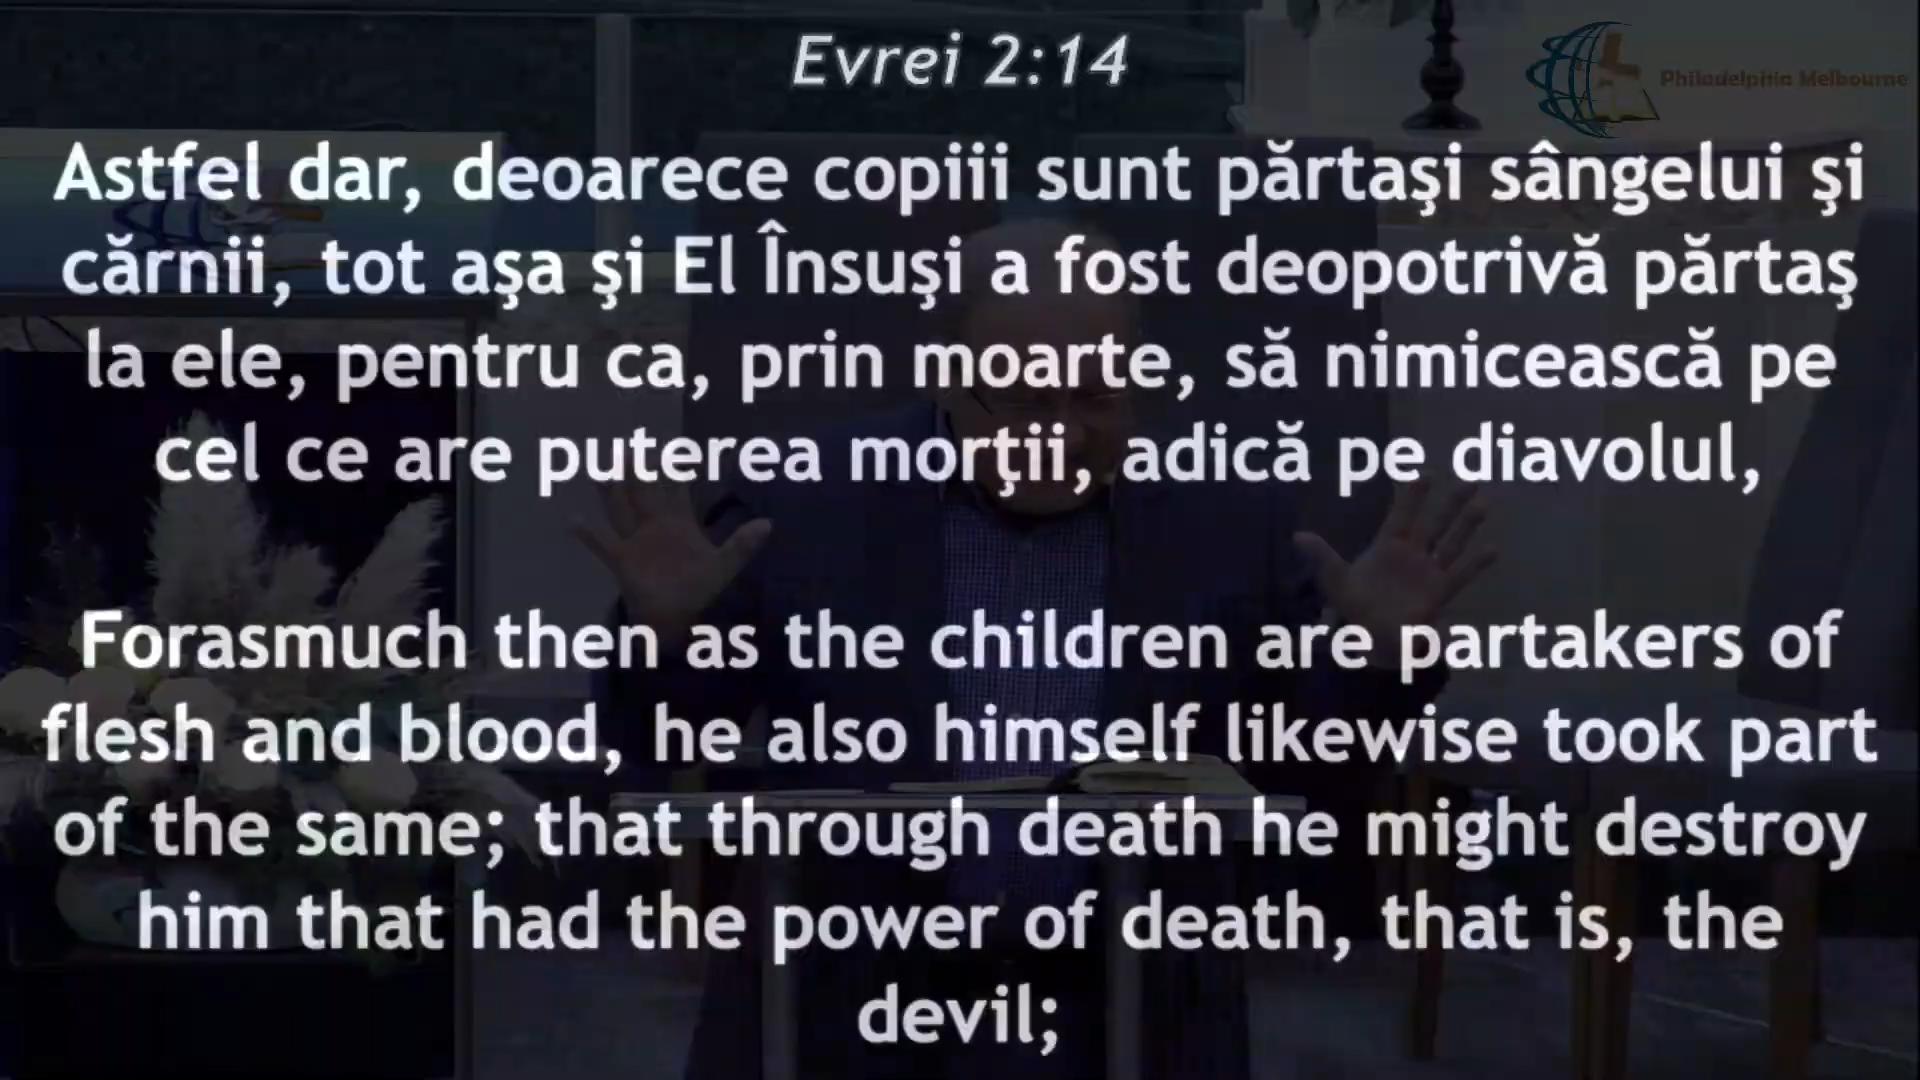 Evrei 2:14
Philadelphia Melbourne
Astfel dar, deoarece copiii sunt părtaşi sângelui şi
cărnii, tot aşa şi El Însuşi a fost deopotrivă părtaş
la ele, pentru ca, prin moarte, să nimicească pe
cel ce are puterea morţii, adică pe diavolul,
Forasmuch then as the children are partakers of
flesh and blood, he also himself likewise took part
of the same; that through death he might destroy
him that had the power of death, that is, the
devil;